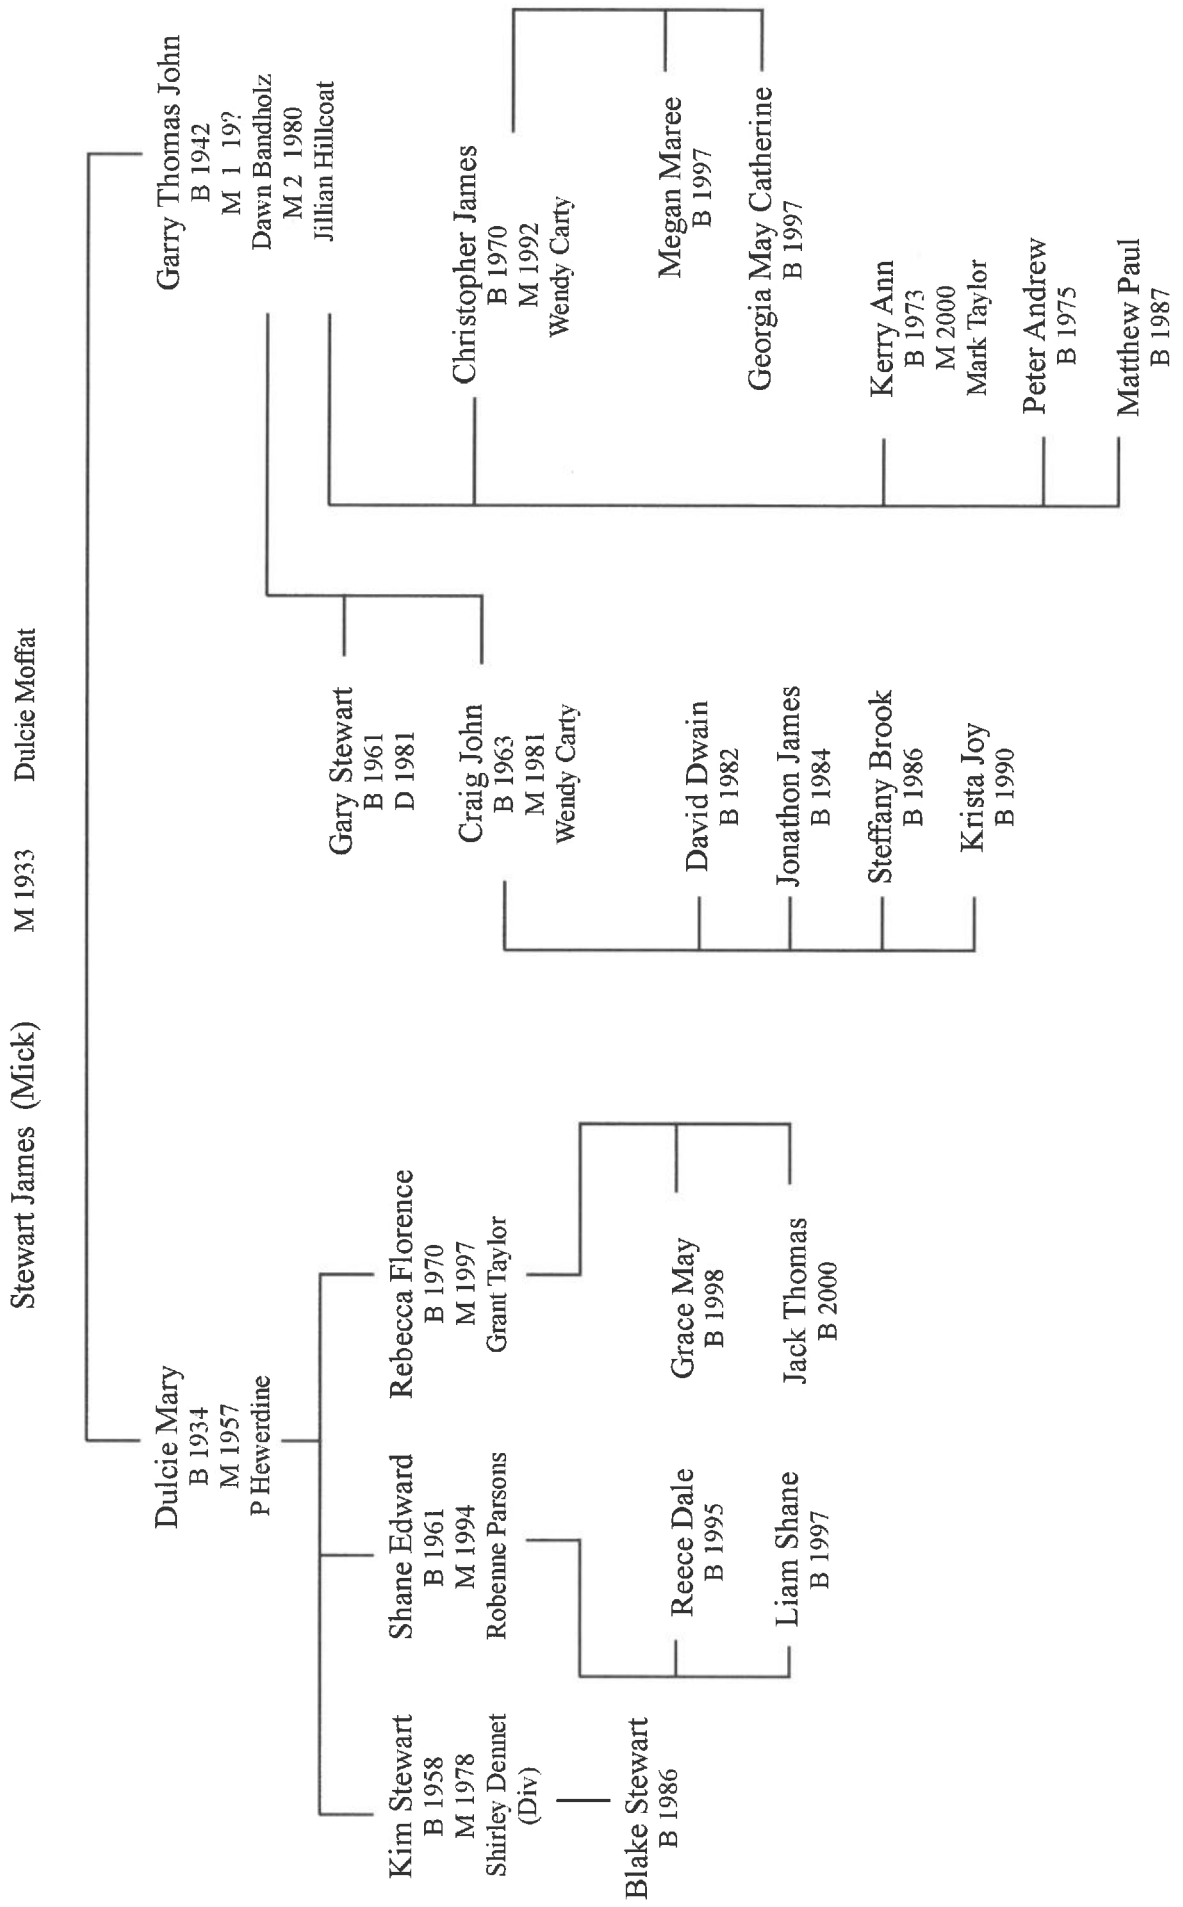 Stewart James (Mick) M 1933 Dulcie Moffat
Dulcie Mary
B 1934
M 1957
P Hewerdine
Kim Stewart
B 1958
M 1978
Shirley Dennet
(Div)
Blake Stewart
B 1986
Shane Edward
B 1961
M 1994
Robenne Parsons
Reece Dale
B 1995
Liam Shane
B 1997
Rebecca Florence
B 1970
M 1997
Grant Taylor
Grace May
B 1998
Jack Thomas
B 2000
Garry Thomas John
B 1942
M 1 19?
Dawn Bandholz
M 2 1980
Jillian Hillcoat
Gary Stewart
B 1961
D 1981
Craig John
B 1963
M 1981
Wendy Carty
David Dwain
B 1982
Jonathon James
B 1984
Steffany Brook
B 1986
Krista Joy
B 1990
Christopher James
B 1970
M 1992
Wendy Carty
Megan Maree
B 1997
Georgia May Catherine
B 1997
Kerry Ann
B 1973
M 2000
Mark Taylor
Peter Andrew
B 1975
Matthew Paul
B 1987